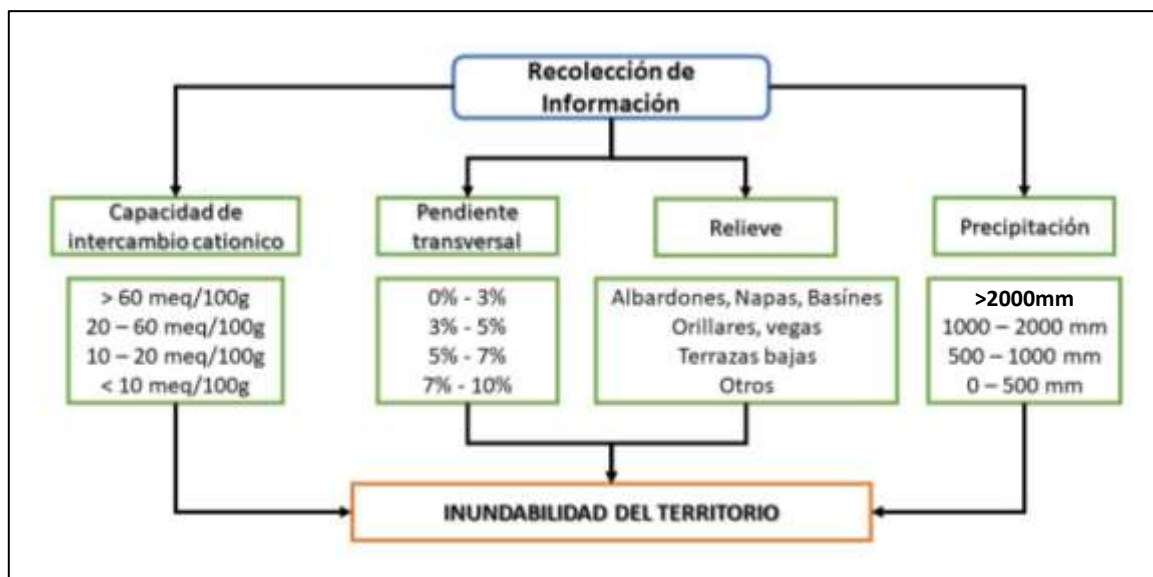 Recolección de
Información
Capacidad de
intercambio cationico
Pendiente
transversal
Relieve
Precipitación
> 60 meq/100g
20 – 60 meq/100g
10 – 20 meq/100g
< 10 meq/100g
0% - 3%
3% - 5%
5% - 7%
7% - 10%
Albardones, Napas, Basínes
Orillares, vegas
Terrazas bajas
Otros
>2000mm
1000 – 2000 mm
500 – 1000 mm
0 – 500 mm
INUNDABILIDAD DEL TERRITORIO